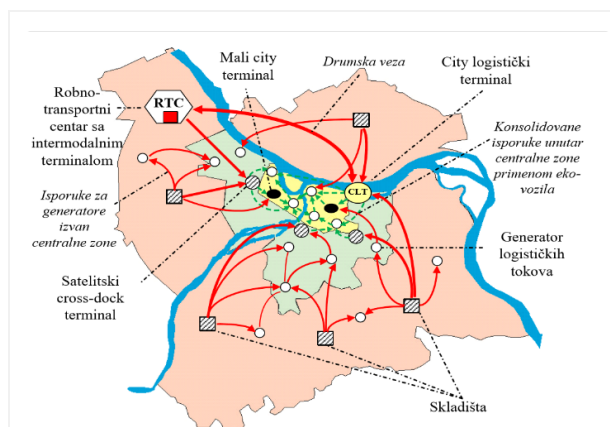 Mali city
terminal
Drumska veza
City logistički
terminal
Robno-
transportni
centar sa
intermodalnim
terminalom
RTC
Konsolidovane
isporuke unutar
centralne zone
primenom eko-
vozila
Isporuke za
generatore
izvan
centralne zone
CLT
Satelitski
cross-dock
terminal
Generator
logističkih
tokova
Skladišta